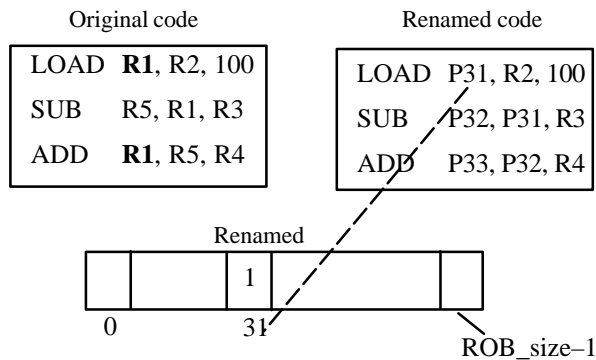 Original code
LOAD R1, R2, 100
SUB R5, R1, R3
ADD R1, R5, R4
Renamed code
LOAD P31, R2, 100
SUB P32, P31, R3
ADD P33, P32, R4
Renamed
1
0 31
ROB_size–1